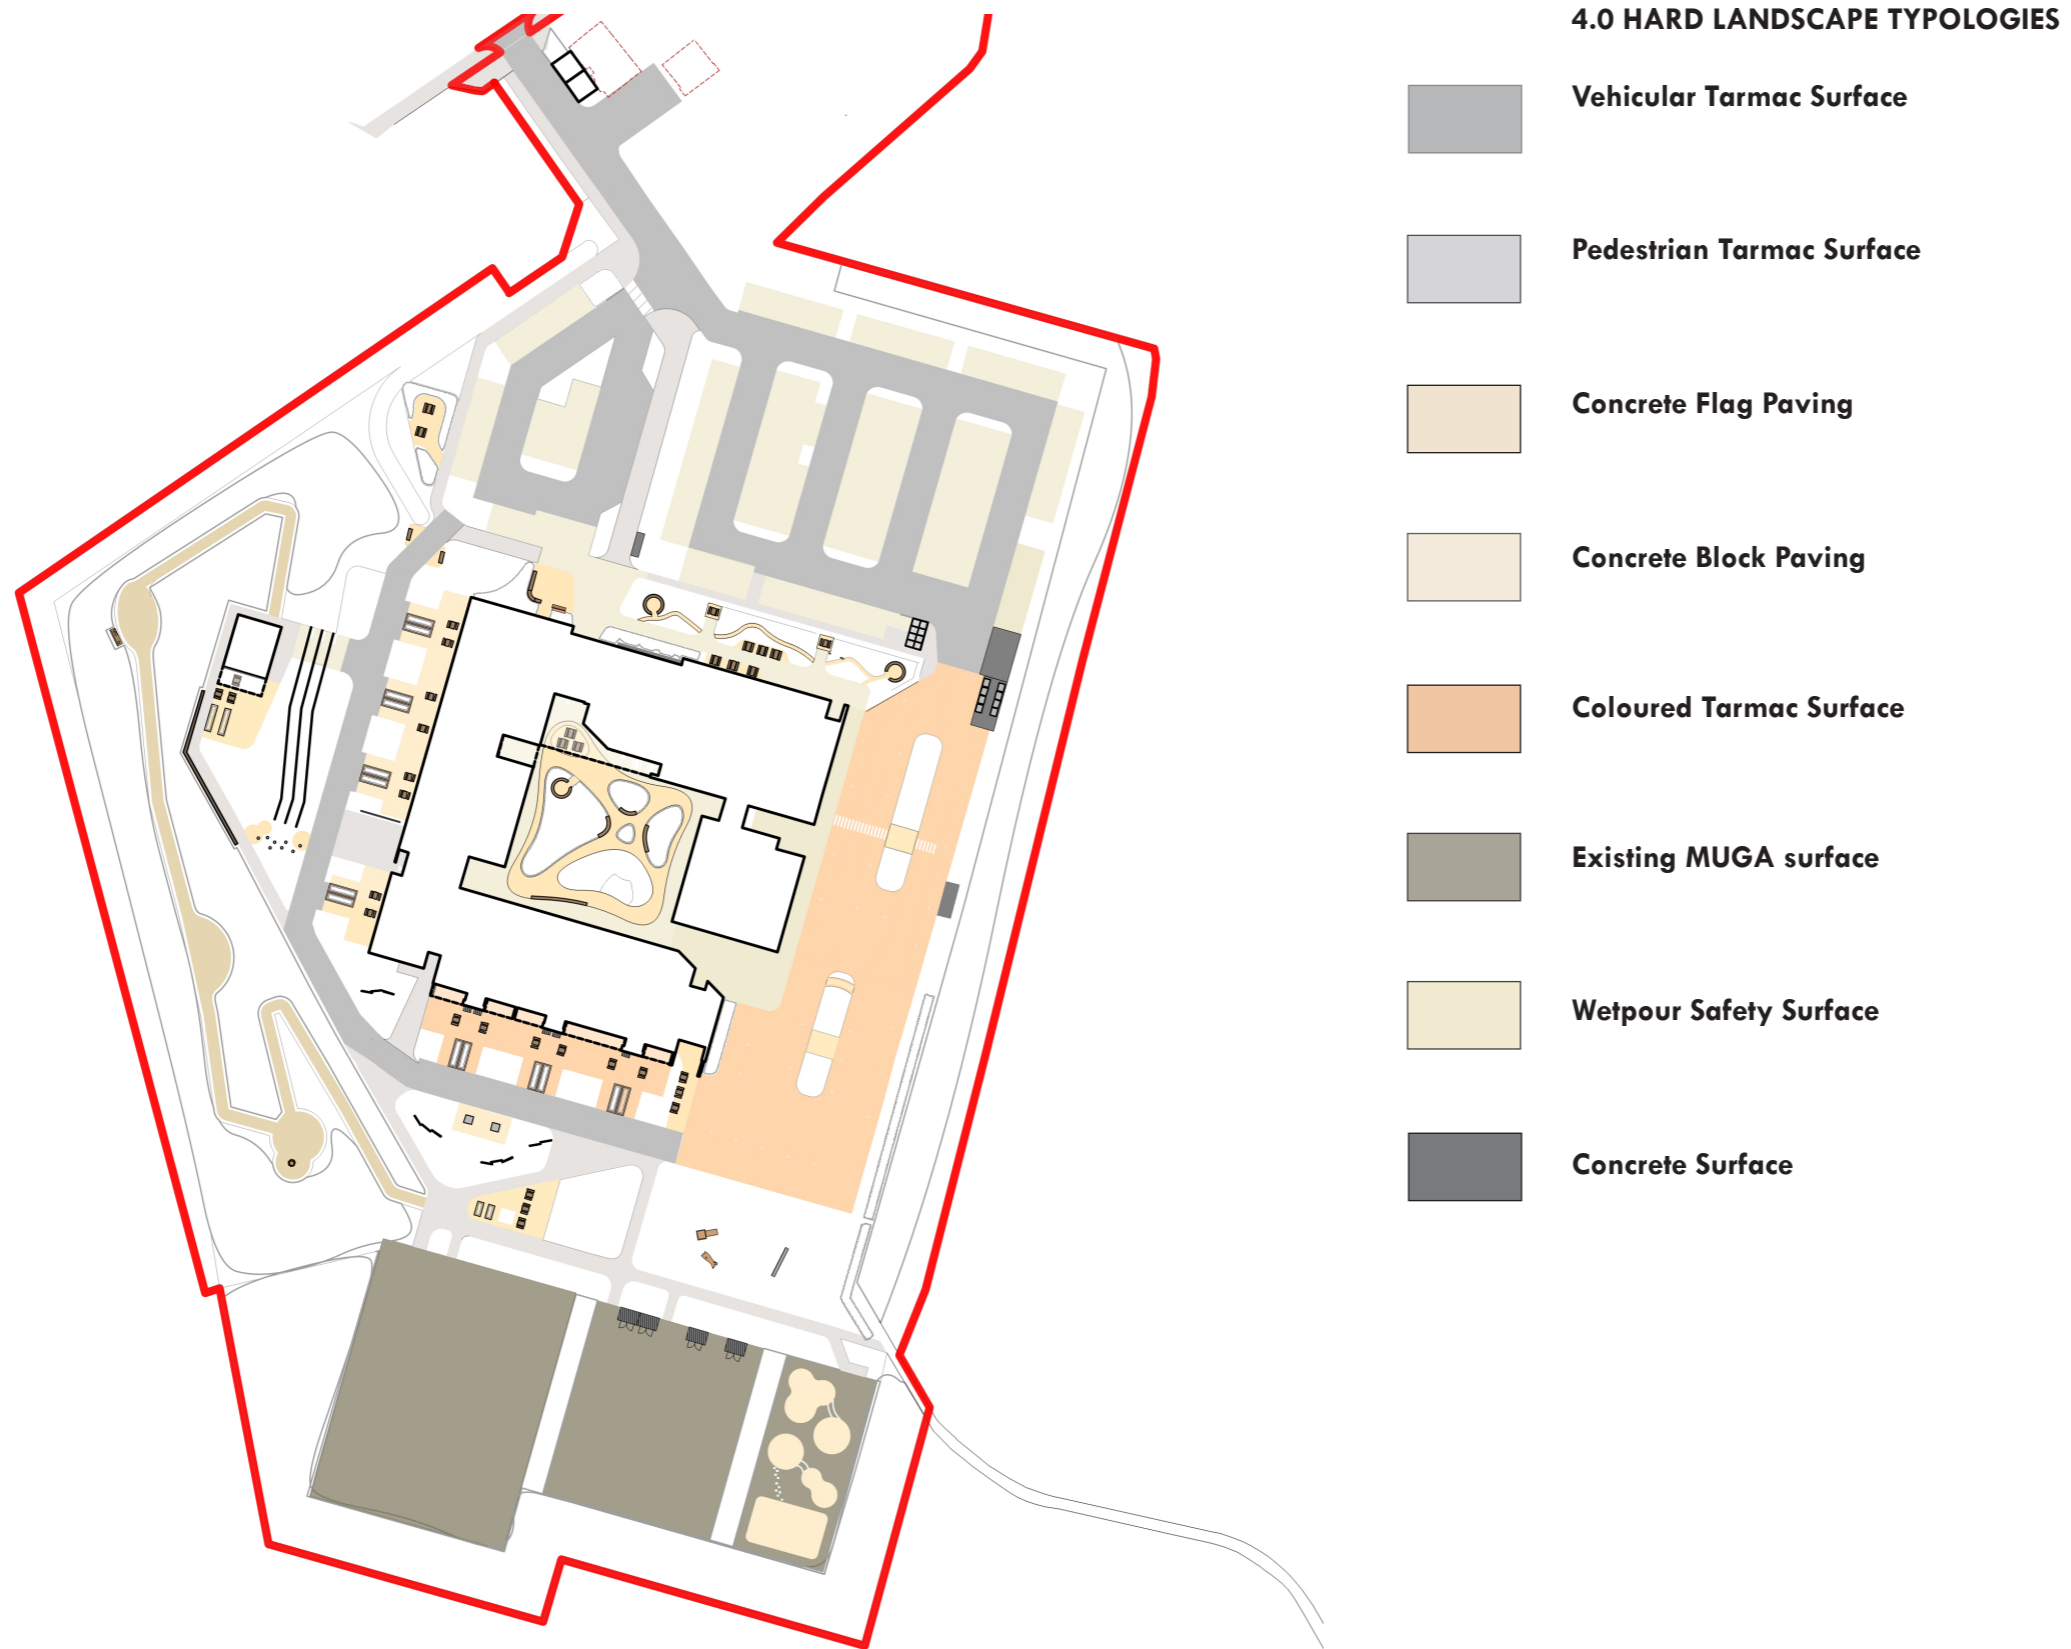 4.0 HARD LANDSCAPE TYPOLOGIES
Vehicular Tarmac Surface
Pedestrian Tarmac Surface
Concrete Flag Paving
Concrete Block Paving
Coloured Tarmac Surface
Existing MUGA surface
Wetpour Safety Surface
Concrete Surface